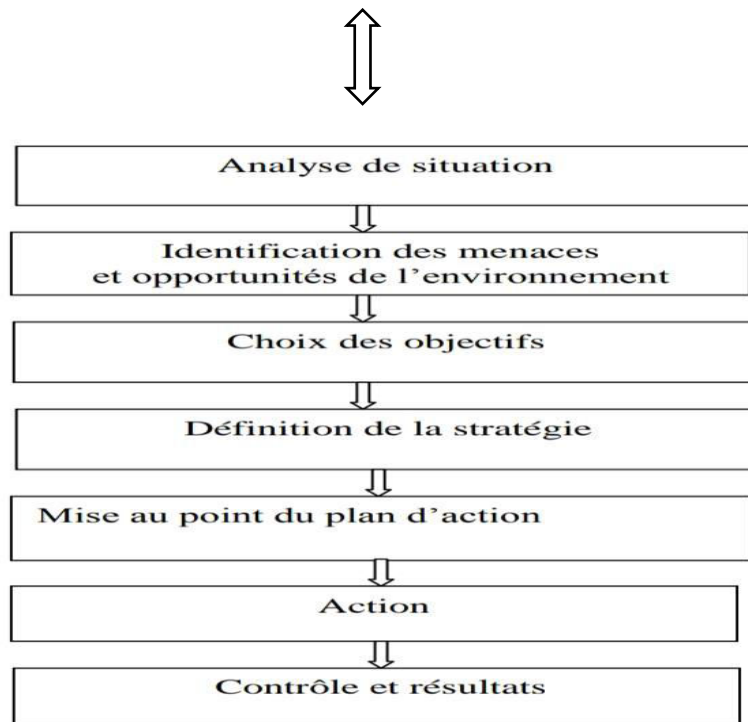 Analyse de situation
Identification des menaces
et opportunités de l'environnement
Choix des objectifs
Définition de la stratégie
Mise au point du plan d'action
Action
Contrôle et résultats